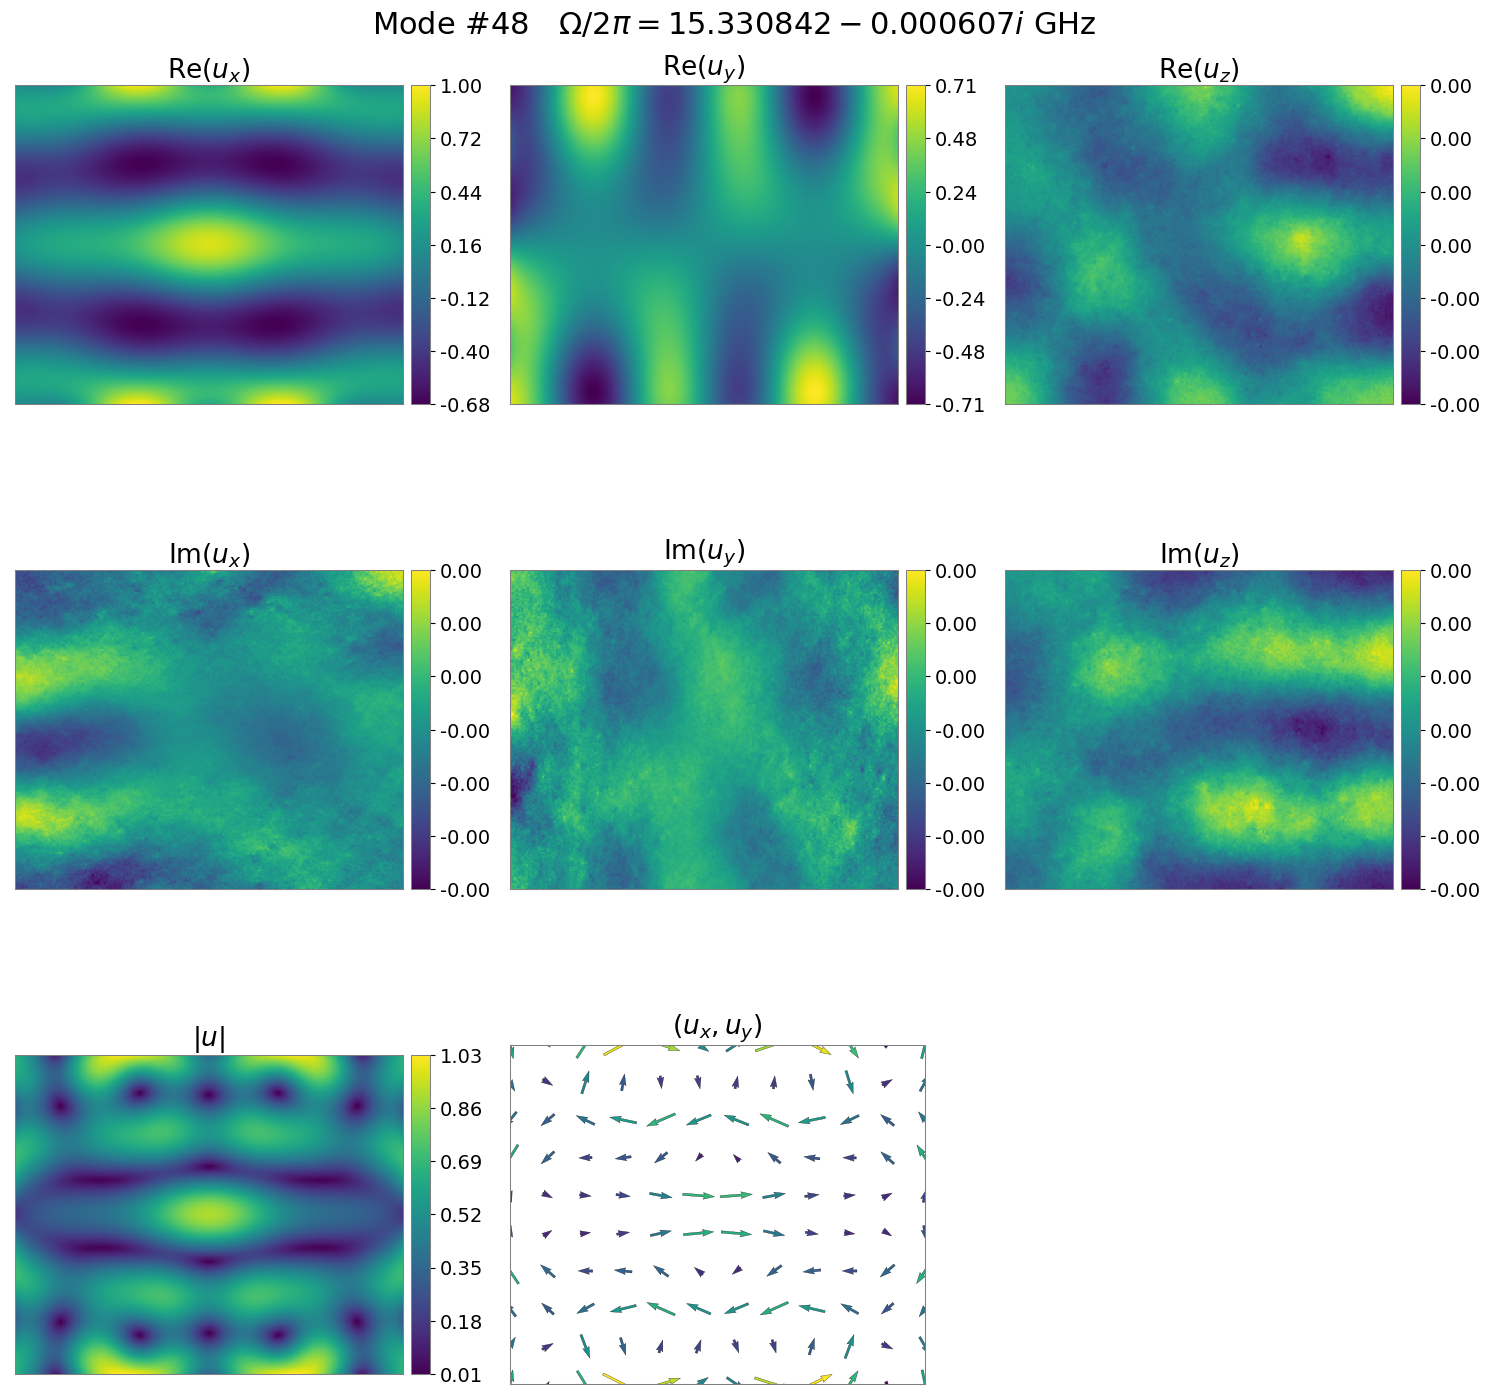 Mode #48 Ω/2π = 15.330842 − 0.000607i GHz
Re(u_x) Re(u_y) Re(u_z)
1.00 0.71 0.00
0.72 0.48 0.00
0.44 0.24 0.00
0.16 -0.00 0.00
-0.12 -0.24 -0.00
-0.40 -0.48 -0.00
-0.68 -0.71 -0.00
Im(u_x) Im(u_y) Im(u_z)
0.00 0.00 0.00
0.00 0.00 0.00
0.00 0.00 0.00
-0.00 -0.00 0.00
-0.00 -0.00 -0.00
-0.00 -0.00 -0.00
-0.00 -0.00 -0.00
|u| (u_x, u_y)
1.03
0.86
0.69
0.52
0.35
0.18
0.01